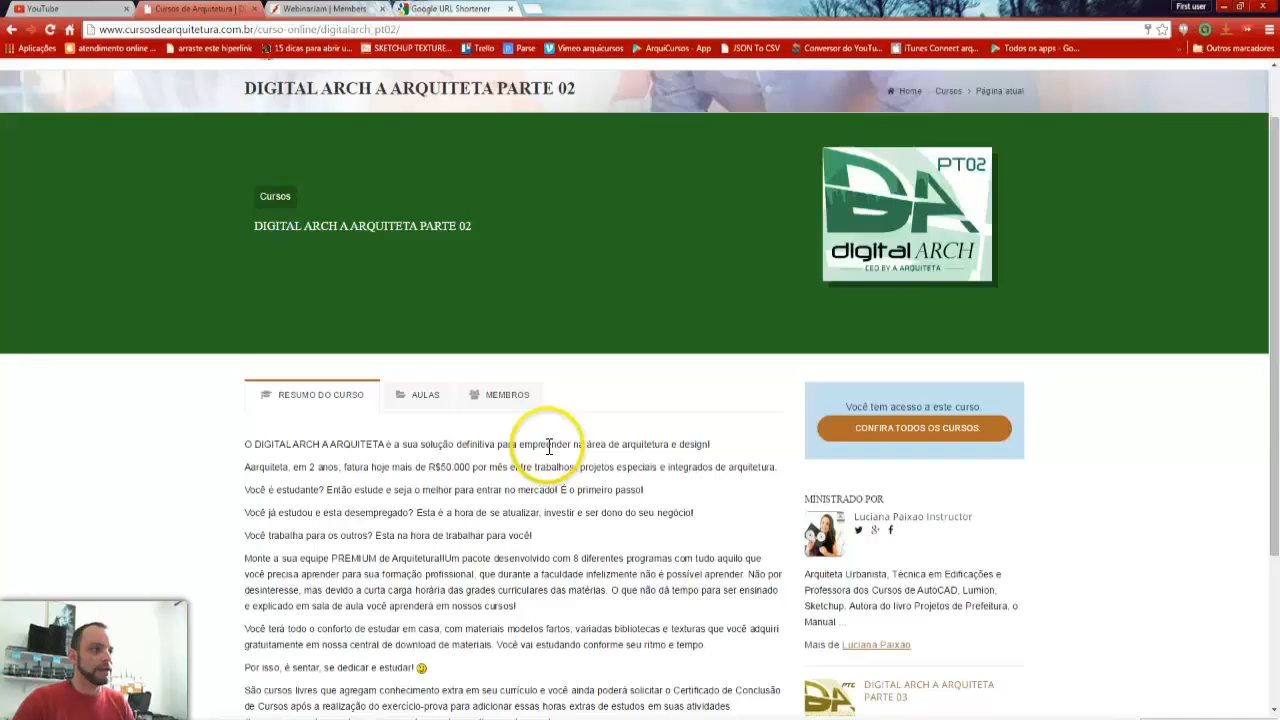 YouTube
Cursos de Arquitetura | D
WebinarJam | Members
Google URL Shortener
First user
www.cursosdearquitetura.com.br/curso-online/digitalarch_pt02/
Aplicações
atendimento online ...
arraste este hiperlink
15 dicas para abrir u...
SKETCHUP TEXTURE...
Trello
Parse
Vimeo arquicursos
ArquiCursos - App
JSON To CSV
Conversor do YouTu...
iTunes Connect arq...
Todos os apps - Go...
Outros marcadores
DIGITAL ARCH A ARQUITETA PARTE 02
Home
Cursos > Página atual
Cursos
DIGITAL ARCH A ARQUITETA PARTE 02
PT02
DA
digital ARCH
CEO BY A ARQUITETA
RESUMO DO CURSO
AULAS
MEMBROS
O DIGITAL ARCH A ARQUITETA é a sua solução definitiva para empreender na área de arquitetura e design!
Aarquiteta, em 2 anos, fatura hoje mais de R$50.000 por mês entre trabalhos, projetos especiais e integrados de arquitetura.
Você é estudante? Então estude e seja o melhor para entrar no mercado! É o primeiro passo!
Você já estudou e esta desempregado? Esta é a hora de se atualizar, investir e ser dono do seu negócio!
Você trabalha para os outros? Esta na hora de trabalhar para você!
Monte a sua equipe PREMIUM de Arquitetura!!Um pacote desenvolvido com 8 diferentes programas com tudo aquilo que
você precisa aprender para sua formação profissional, que durante a faculdade infelizmente não é possível aprender. Não por
desinteresse, mas devido a curta carga horária das grades curriculares das matérias. O que não dá tempo para ser ensinado
e explicado em sala de aula você aprenderá em nossos cursos!
Você terá todo o conforto de estudar em casa, com materiais modelos fartos, variadas bibliotecas e texturas que você adquiri
gratuitamente em nossa central de download de materiais. Você vai estudando conforme seu ritmo e tempo.
Por isso, é sentar, se dedicar e estudar!
São cursos livres que agregam conhecimento extra em seu currículo e você ainda poderá solicitar o Certificado de Conclusão
de Cursos após a realização do exercício-prova para adicionar essas horas extras de estudos em suas atividades
Você tem acesso a este curso.
CONFIRA TODOS OS CURSOS.
MINISTRADO POR
Luciana Paixao Instructor
Arquiteta Urbanista, Técnica em Edificações e
Professora dos Cursos de AutoCAD, Lumion,
Sketchup. Autora do livro Projetos de Prefeitura, o
Manual ...
Mais de Luciana Paixao
DIGITAL ARCH A ARQUITETA
PARTE 03